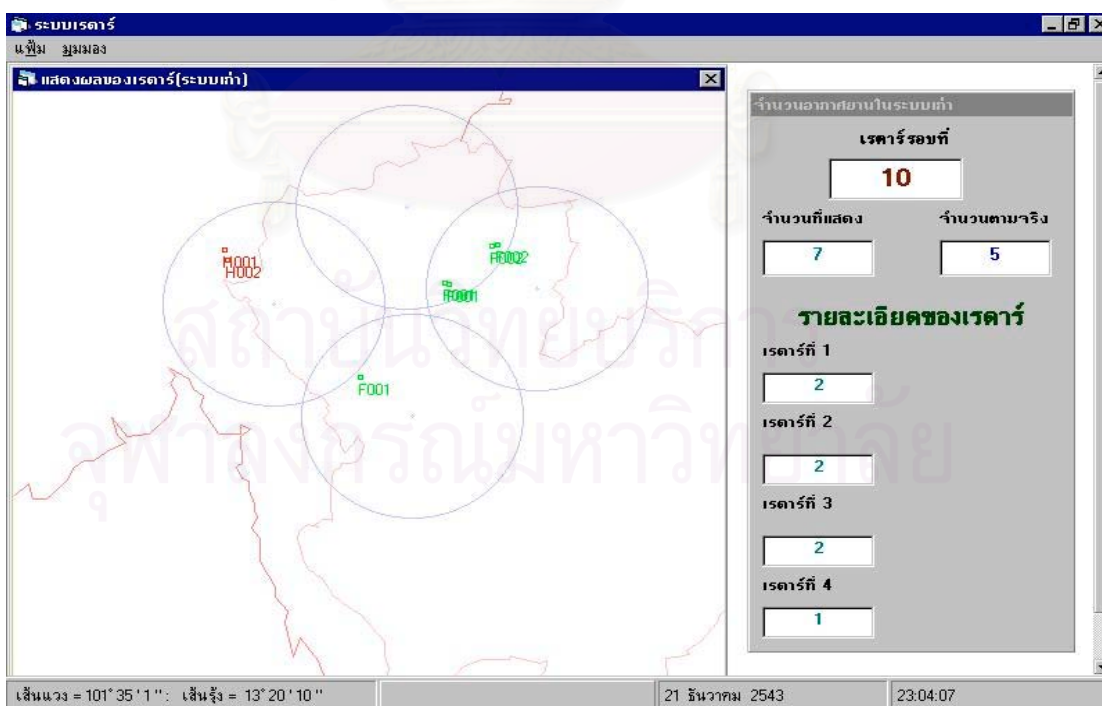 ระบบเรดาร์
แฟ้ม มุมมอง
แสดงผลของเรดาร์(ระบบเก่า)
H001
H002
F002
F001
F001
จำนวนอากาศยานในระบบเก่า
เรดาร์รอบที่
10
จำนวนที่แสดง จำนวนตามจริง
7 5
รายละเอียดของเรดาร์
เรดาร์ที่ 1
2
เรดาร์ที่ 2
2
เรดาร์ที่ 3
2
เรดาร์ที่ 4
1
สถาบันวิทยบริการ
จุฬาลงกรณ์มหาวิทยาลัย
เส้นแวง = 101° 35 ' 1 '' : เส้นรุ้ง = 13° 20 ' 10 '' 21 ธันวาคม 2543 23:04:07